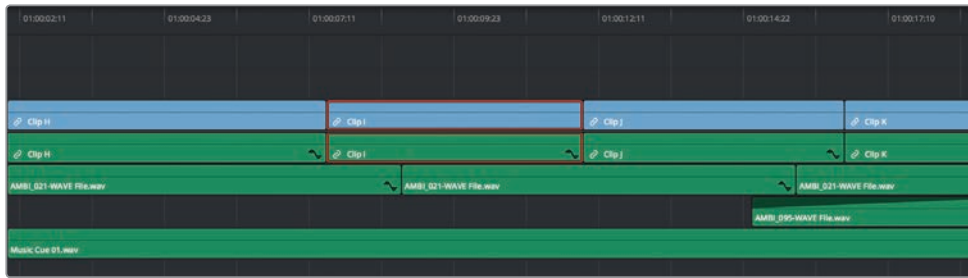 01:00:02:11 01:00:04:23 01:00:07:11 01:00:09:23 01:00:12:11 01:00:14:22 01:00:17:10
Clip H Clip I Clip J Clip K
Clip H Clip I Clip J Clip K
AMBI_021-WAVE File.wav AMBI_021-WAVE File.wav AMBI_021-WAVE File.wav
AMBI_095-WAVE File.wav
Music Cue 01.wav